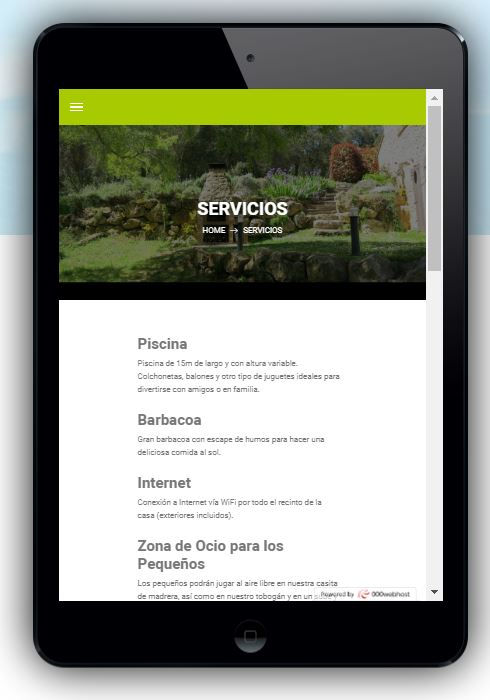 SERVICIOS
HOME → SERVICIOS
Piscina
Piscina de 15m de largo y con altura variable.
Colchonetas, balones y otro tipo de juguetes ideales para
divertirse con amigos o en familia.
Barbacoa
Gran barbacoa con escape de humos para hacer una
deliciosa comida al sol.
Internet
Conexión a Internet vía WiFi por todo el recinto de la
casa (exteriores incluidos).
Zona de Ocio para los
Pequeños
Los pequeños podrán jugar al aire libre en nuestra casita
de madrera, así como en nuestro tobogán y en un
Powered by 000webhost